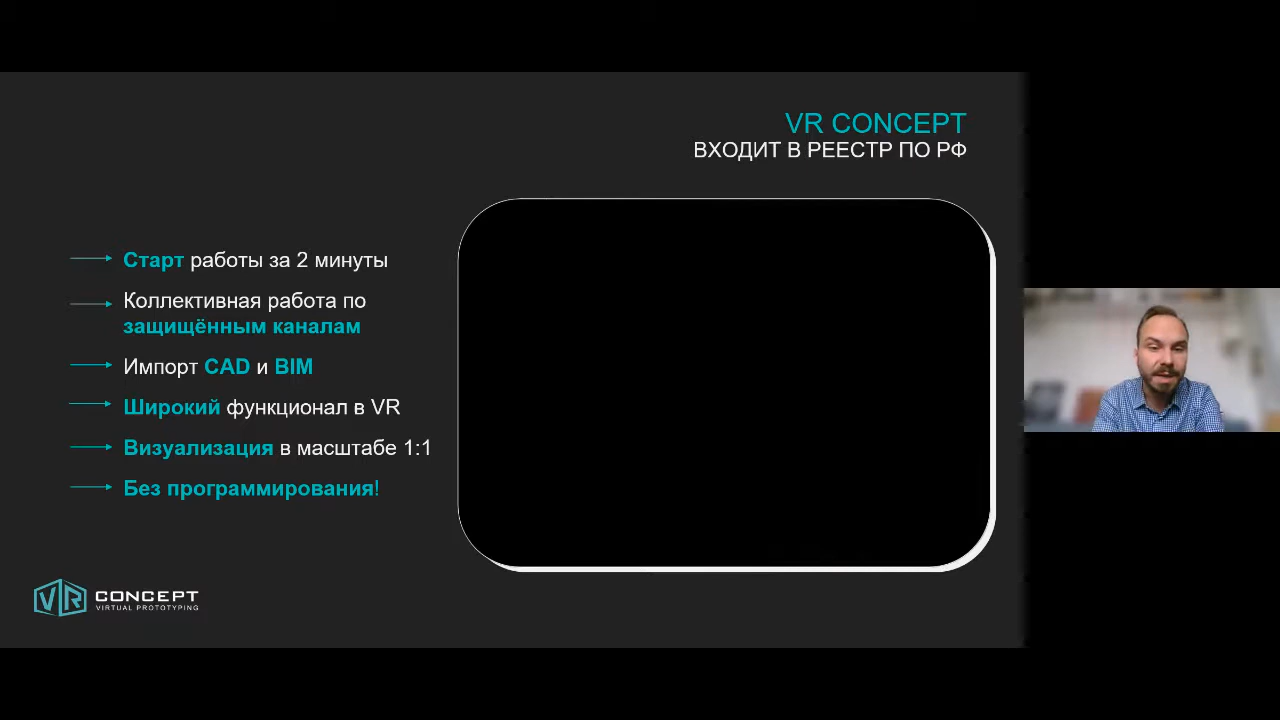 VR CONCEPT
ВХОДИТ В РЕЕСТР ПО РФ
Старт работы за 2 минуты
Коллективная работа по
защищённым каналам
Импорт CAD и BIM
Широкий функционал в VR
Визуализация в масштабе 1:1
Без программирования!
VR CONCEPT
VIRTUAL PROTOTYPING